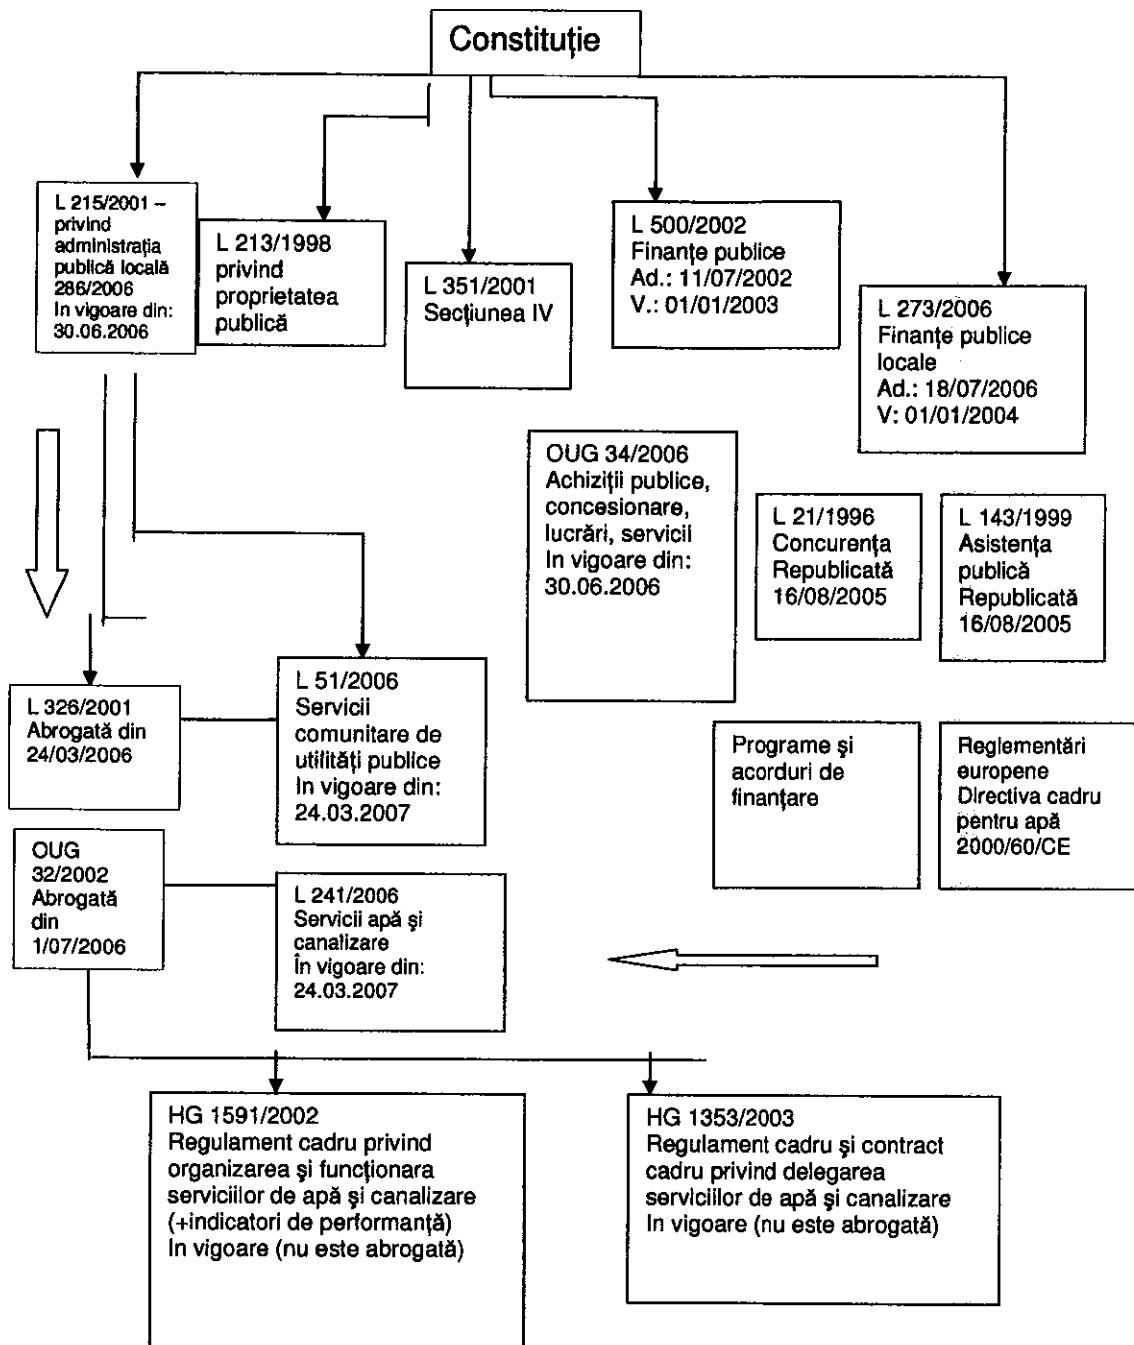 Constituție
L 215/2001 –
privind
administrația
publică locală
286/2006
In vigoare din:
30.06.2006
L 213/1998
privind
proprietatea
publică
L 351/2001
Secțiunea IV
L 500/2002
Finanțe publice
Ad.: 11/07/2002
V.: 01/01/2003
L 273/2006
Finanțe publice
locale
Ad.: 18/07/2006
V: 01/01/2004
OUG 34/2006
Achiziții publice,
concesionare,
lucrări, servicii
In vigoare din:
30.06.2006
L 21/1996
Concurența
Republicată
16/08/2005
L 143/1999
Asistența
publică
Republicată
16/08/2005
L 326/2001
Abrogată din
24/03/2006
L 51/2006
Servicii
comunitare de
utilități publice
In vigoare din:
24.03.2007
Programe și
acorduri de
finanțare
Reglementări
europene
Directiva cadru
pentru apă
2000/60/CE
OUG
32/2002
Abrogată
din
1/07/2006
L 241/2006
Servicii apă și
canalizare
În vigoare din:
24.03.2007
HG 1591/2002
Regulament cadru privind
organizarea și funcționara
serviciilor de apă și canalizare
(+indicatori de performanță)
In vigoare (nu este abrogată)
HG 1353/2003
Regulament cadru și contract
cadru privind delegarea
serviciilor de apă și canalizare
In vigoare (nu este abrogată)